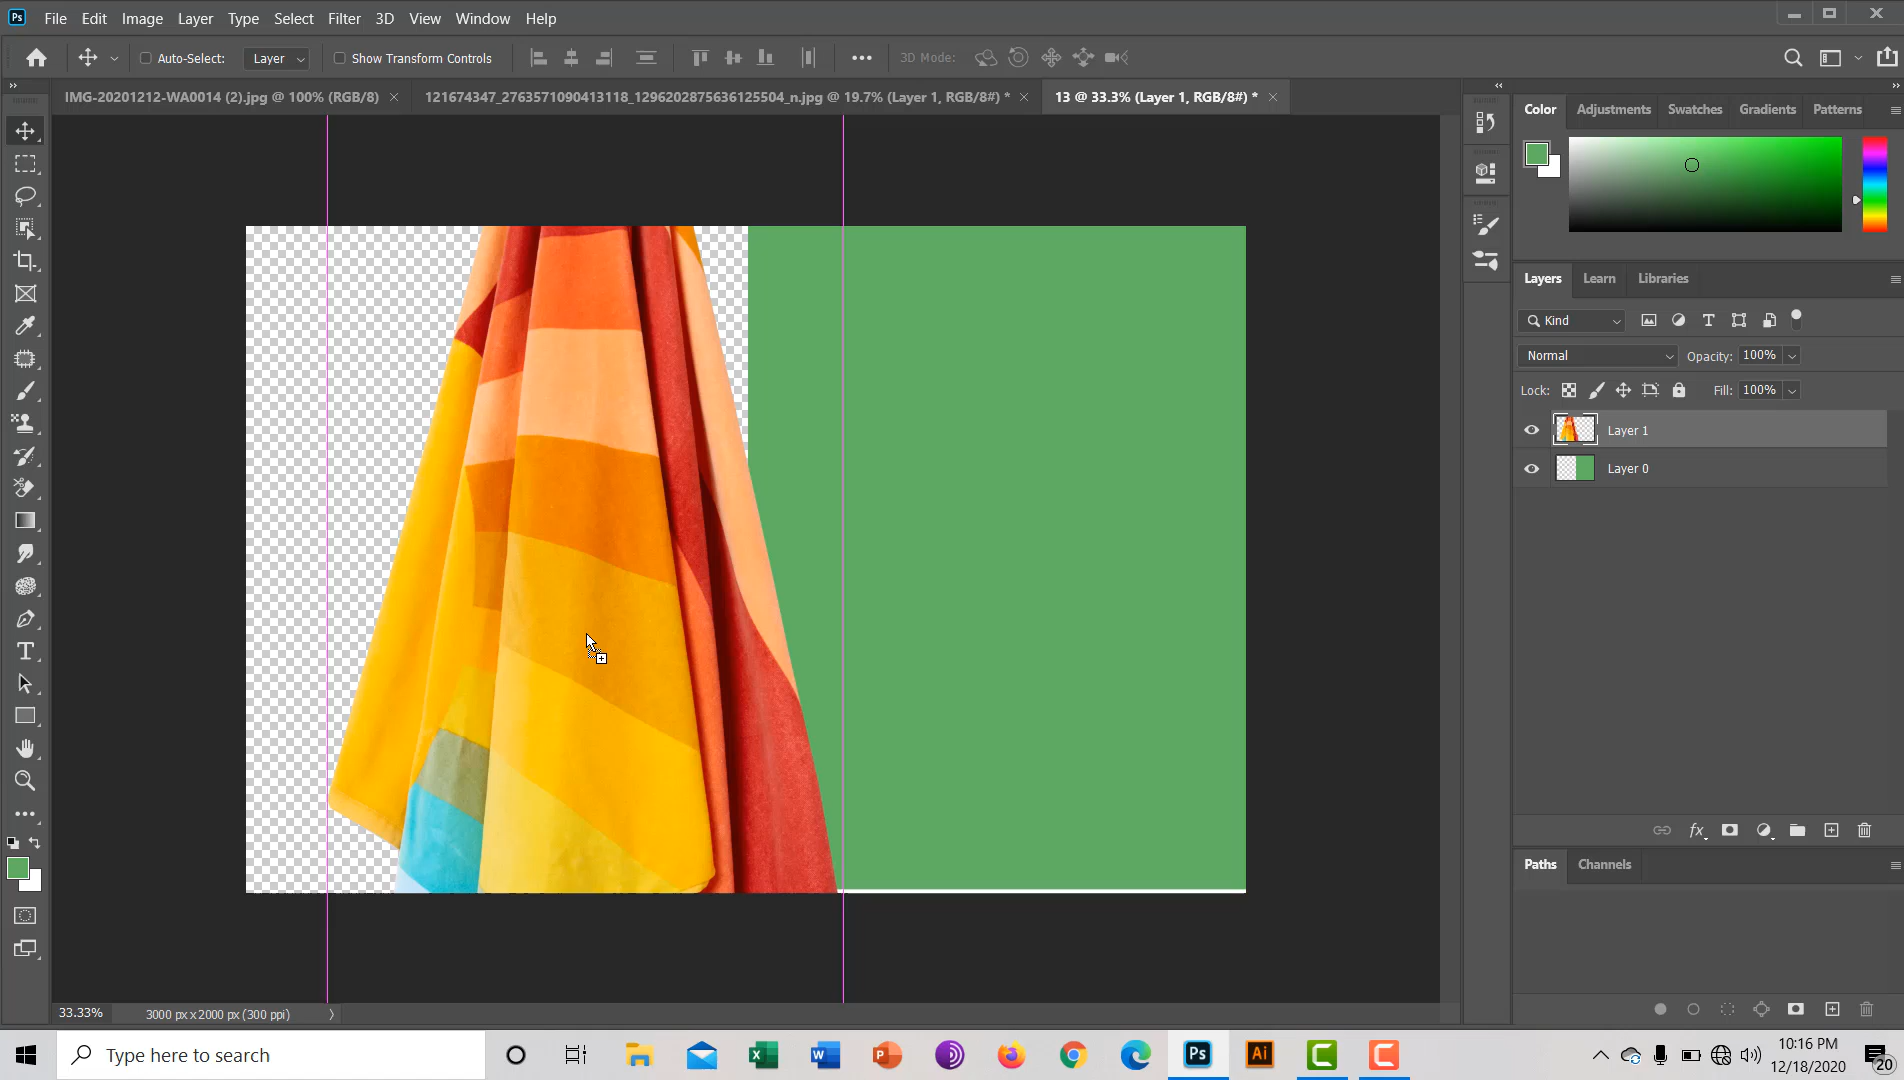 Ps File Edit Image Layer Type Select Filter 3D View Window Help
Auto-Select: Layer Show Transform Controls 3D Mode:
IMG-20201212-WA0014 (2).jpg @ 100% (RGB/8) 121674347_2763571090413118_1296202875636125504_n.jpg @ 19.7% (Layer 1, RGB/8#) * 13 @ 33.3% (Layer 1, RGB/8#) *
Color Adjustments Swatches Gradients Patterns
Layers Learn Libraries
Kind
Normal Opacity: 100%
Lock: Fill: 100%
Layer 1
Layer 0
fx
Paths Channels
33.33% 3000 px x 2000 px (300 ppi)
Type here to search
Ps Ai
10:16 PM
12/18/2020
20